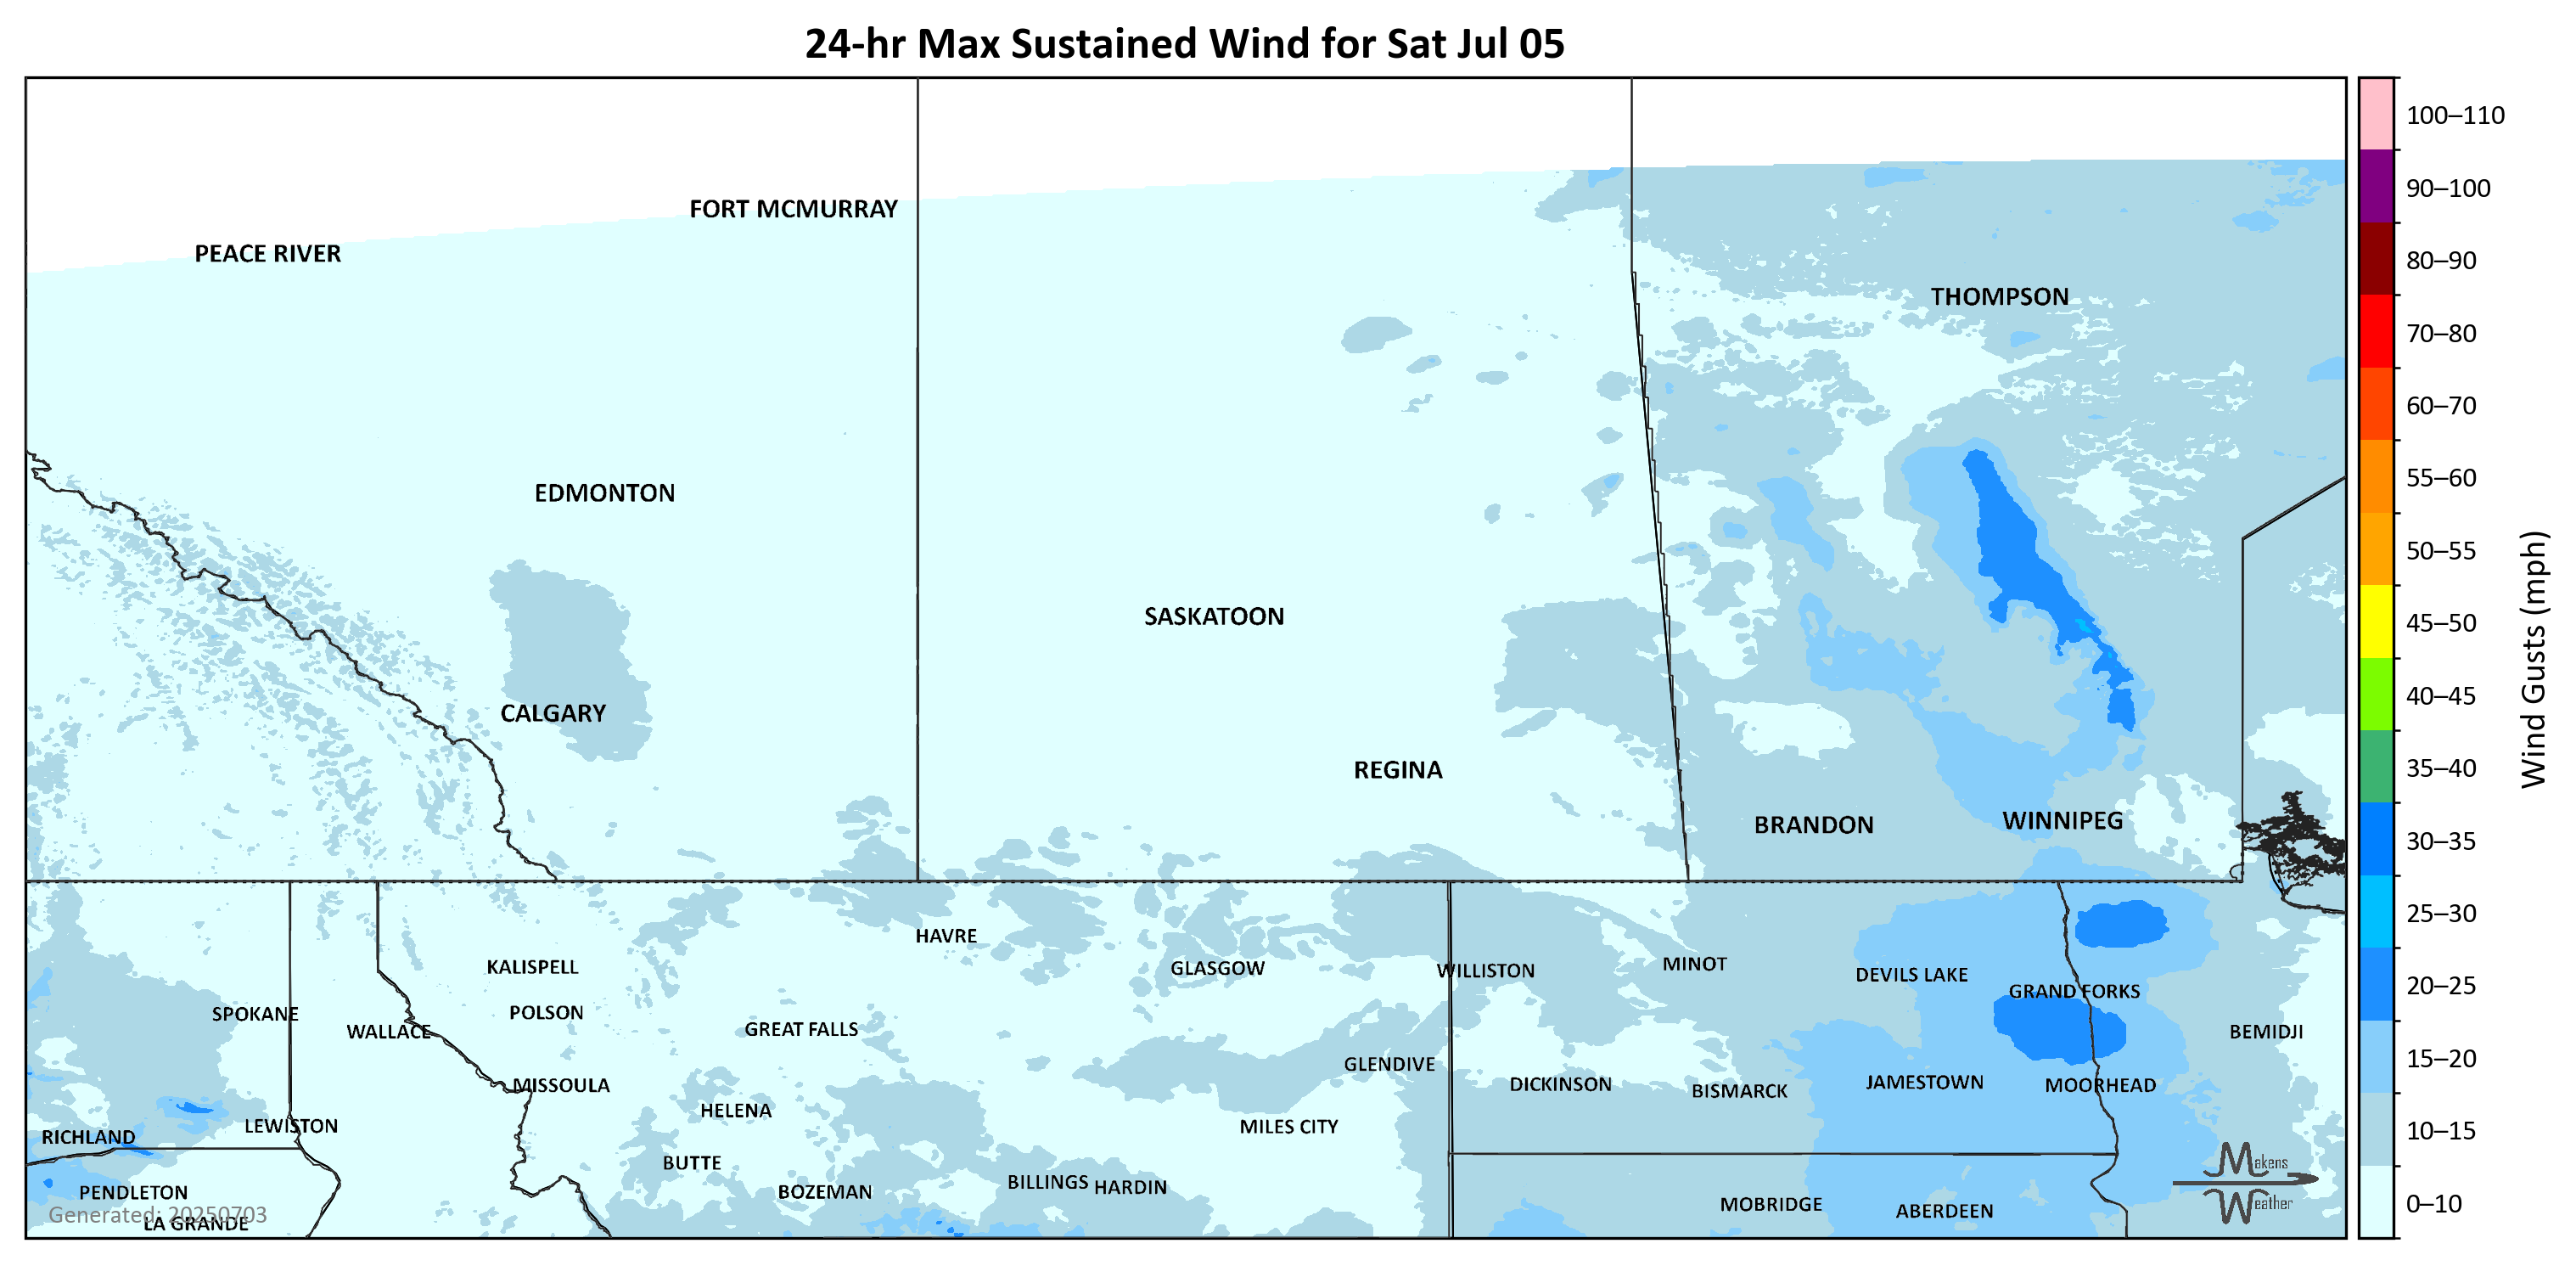 24-hr Max Sustained Wind for Sat Jul 05
100–110
90–100
80–90
70–80
60–70
55–60
50–55
45–50
40–45
35–40
30–35
25–30
20–25
15–20
10–15
0–10
Wind Gusts (mph)
FORT MCMURRAY
PEACE RIVER
THOMPSON
EDMONTON
SASKATOON
CALGARY
REGINA
WINNIPEG
BRANDON
HAVRE
MINOT
KALISPELL
GLASGOW
WILLISTON
DEVILS LAKE
GRAND FORKS
POLSON
SPOKANE
GREAT FALLS
WALLACE
BEMIDJI
GLENDIVE
JAMESTOWN
DICKINSON
MISSOULA
MOORHEAD
BISMARCK
HELENA
LEWISTON
MILES CITY
RICHLAND
BUTTE
Makens
Weather
BILLINGS
HARDIN
PENDLETON
BOZEMAN
MOBRIDGE
ABERDEEN
Generated: 20250703
LA GRANDE